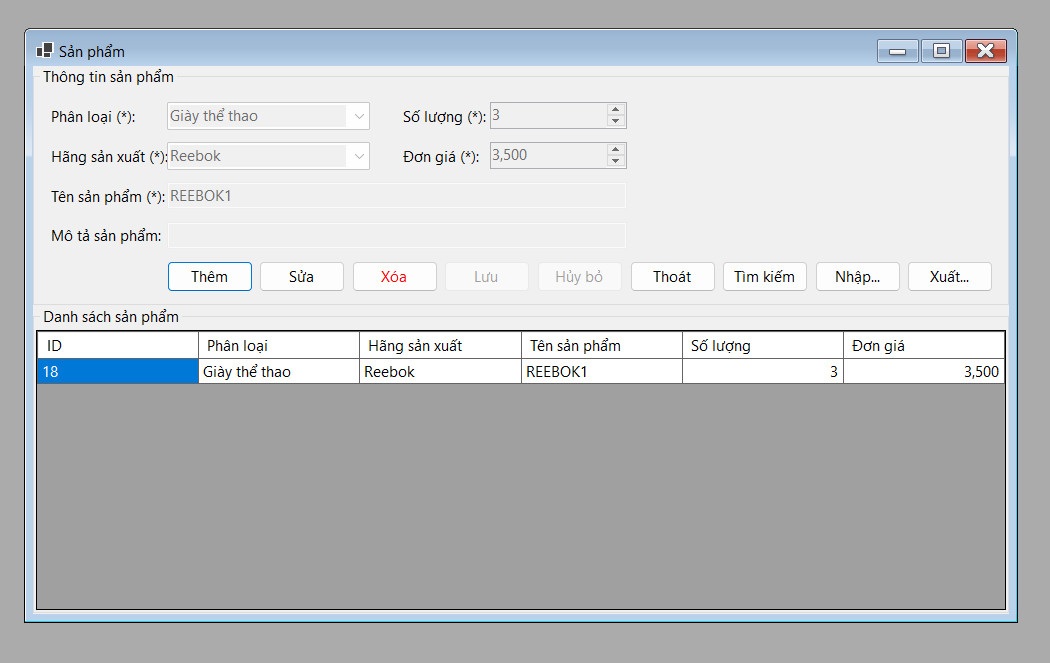 Sản phẩm
Thông tin sản phẩm
Phân loại (*): Giày thể thao Số lượng (*): 3
Hãng sản xuất (*): Reebok Đơn giá (*): 3,500
Tên sản phẩm (*): REEBOK1
Mô tả sản phẩm:
Thêm Sửa Xóa Lưu Hủy bỏ Thoát Tìm kiếm Nhập... Xuất...
Danh sách sản phẩm
ID Phân loại Hãng sản xuất Tên sản phẩm Số lượng Đơn giá
18 Giày thể thao Reebok REEBOK1 3 3,500